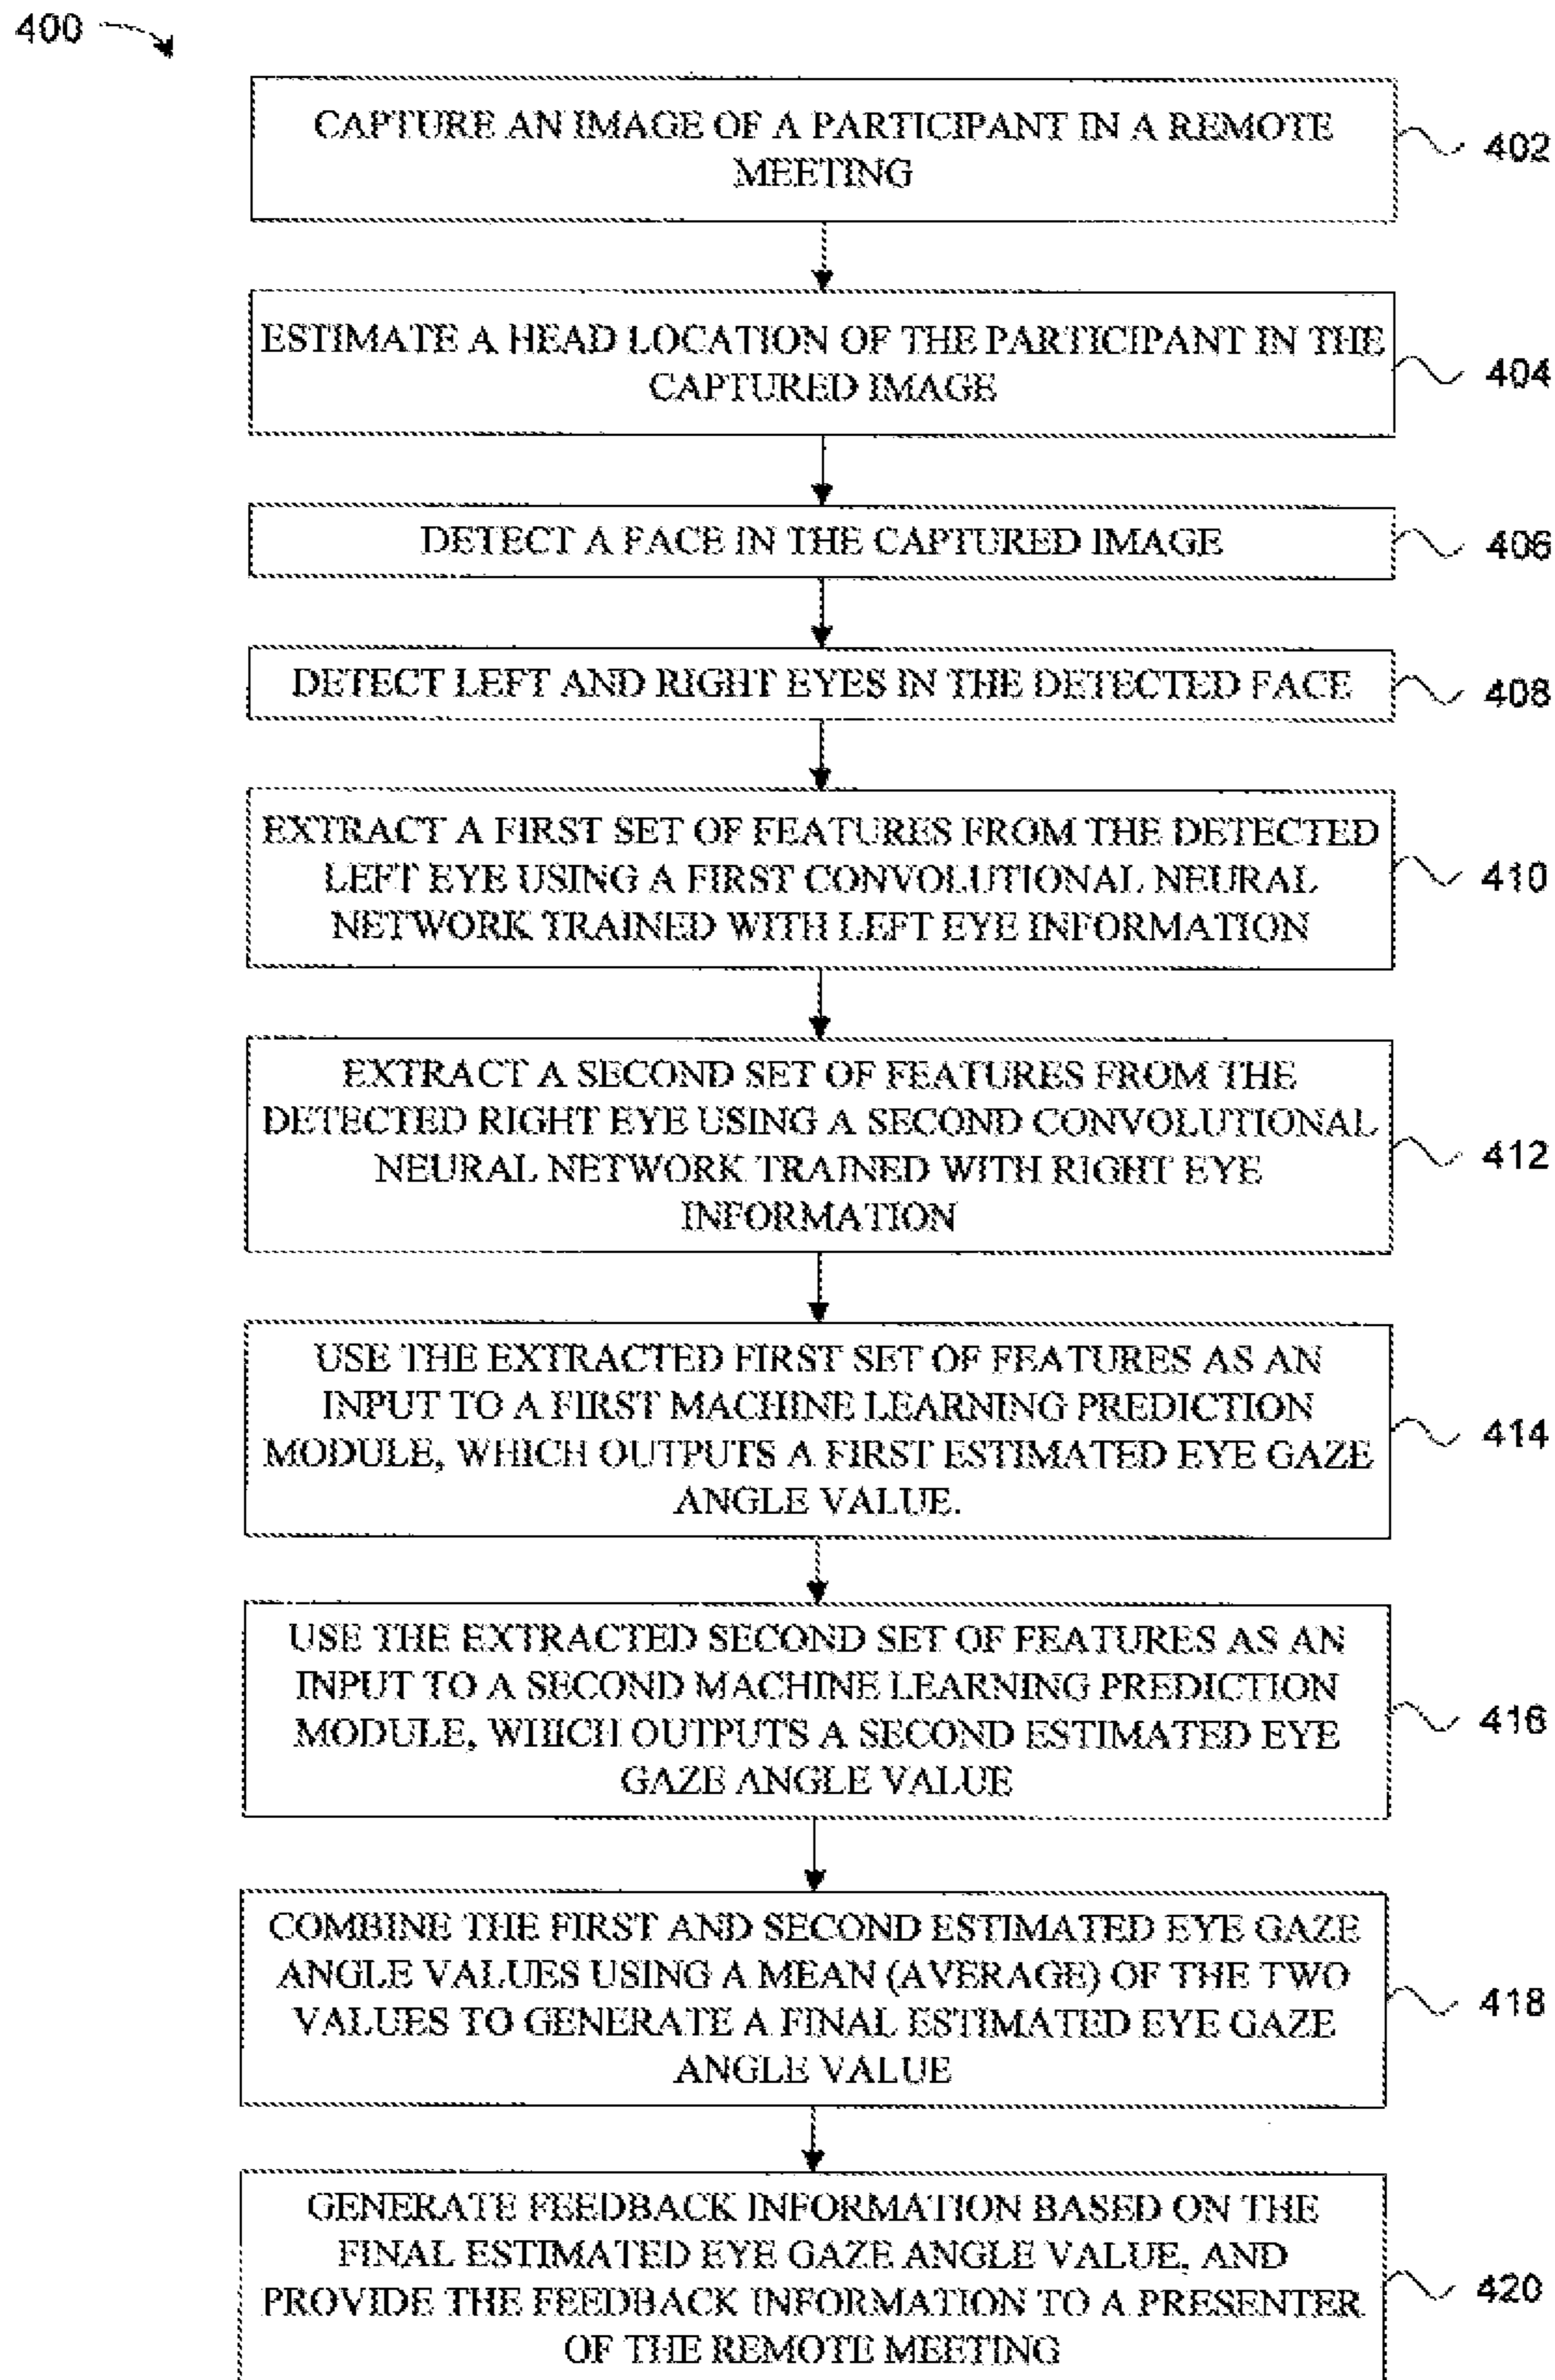 400
CAPTURE AN IMAGE OF A PARTICIPANT IN A REMOTE
MEETING
402
ESTIMATE A HEAD LOCATION OF THE PARTICIPANT IN THE
CAPTURED IMAGE
404
DETECT A FACE IN THE CAPTURED IMAGE
406
DETECT LEFT AND RIGHT EYES IN THE DETECTED FACE
408
EXTRACT A FIRST SET OF FEATURES FROM THE DETECTED
LEFT EYE USING A FIRST CONVOLUTIONAL NEURAL
NETWORK TRAINED WITH LEFT EYE INFORMATION
410
EXTRACT A SECOND SET OF FEATURES FROM THE
DETECTED RIGHT EYE USING A SECOND CONVOLUTIONAL
NEURAL NETWORK TRAINED WITH RIGHT EYE
INFORMATION
412
USE THE EXTRACTED FIRST SET OF FEATURES AS AN
INPUT TO A FIRST MACHINE LEARNING PREDICTION
MODULE, WHICH OUTPUTS A FIRST ESTIMATED EYE GAZE
ANGLE VALUE.
414
USE THE EXTRACTED SECOND SET OF FEATURES AS AN
INPUT TO A SECOND MACHINE LEARNING PREDICTION
MODULE, WHICH OUTPUTS A SECOND ESTIMATED EYE
GAZE ANGLE VALUE
416
COMBINE THE FIRST AND SECOND ESTIMATED EYE GAZE
ANGLE VALUES USING A MEAN (AVERAGE) OF THE TWO
VALUES TO GENERATE A FINAL ESTIMATED EYE GAZE
ANGLE VALUE
418
GENERATE FEEDBACK INFORMATION BASED ON THE
FINAL ESTIMATED EYE GAZE ANGLE VALUE, AND
PROVIDE THE FEEDBACK INFORMATION TO A PRESENTER
OF THE REMOTE MEETING
420